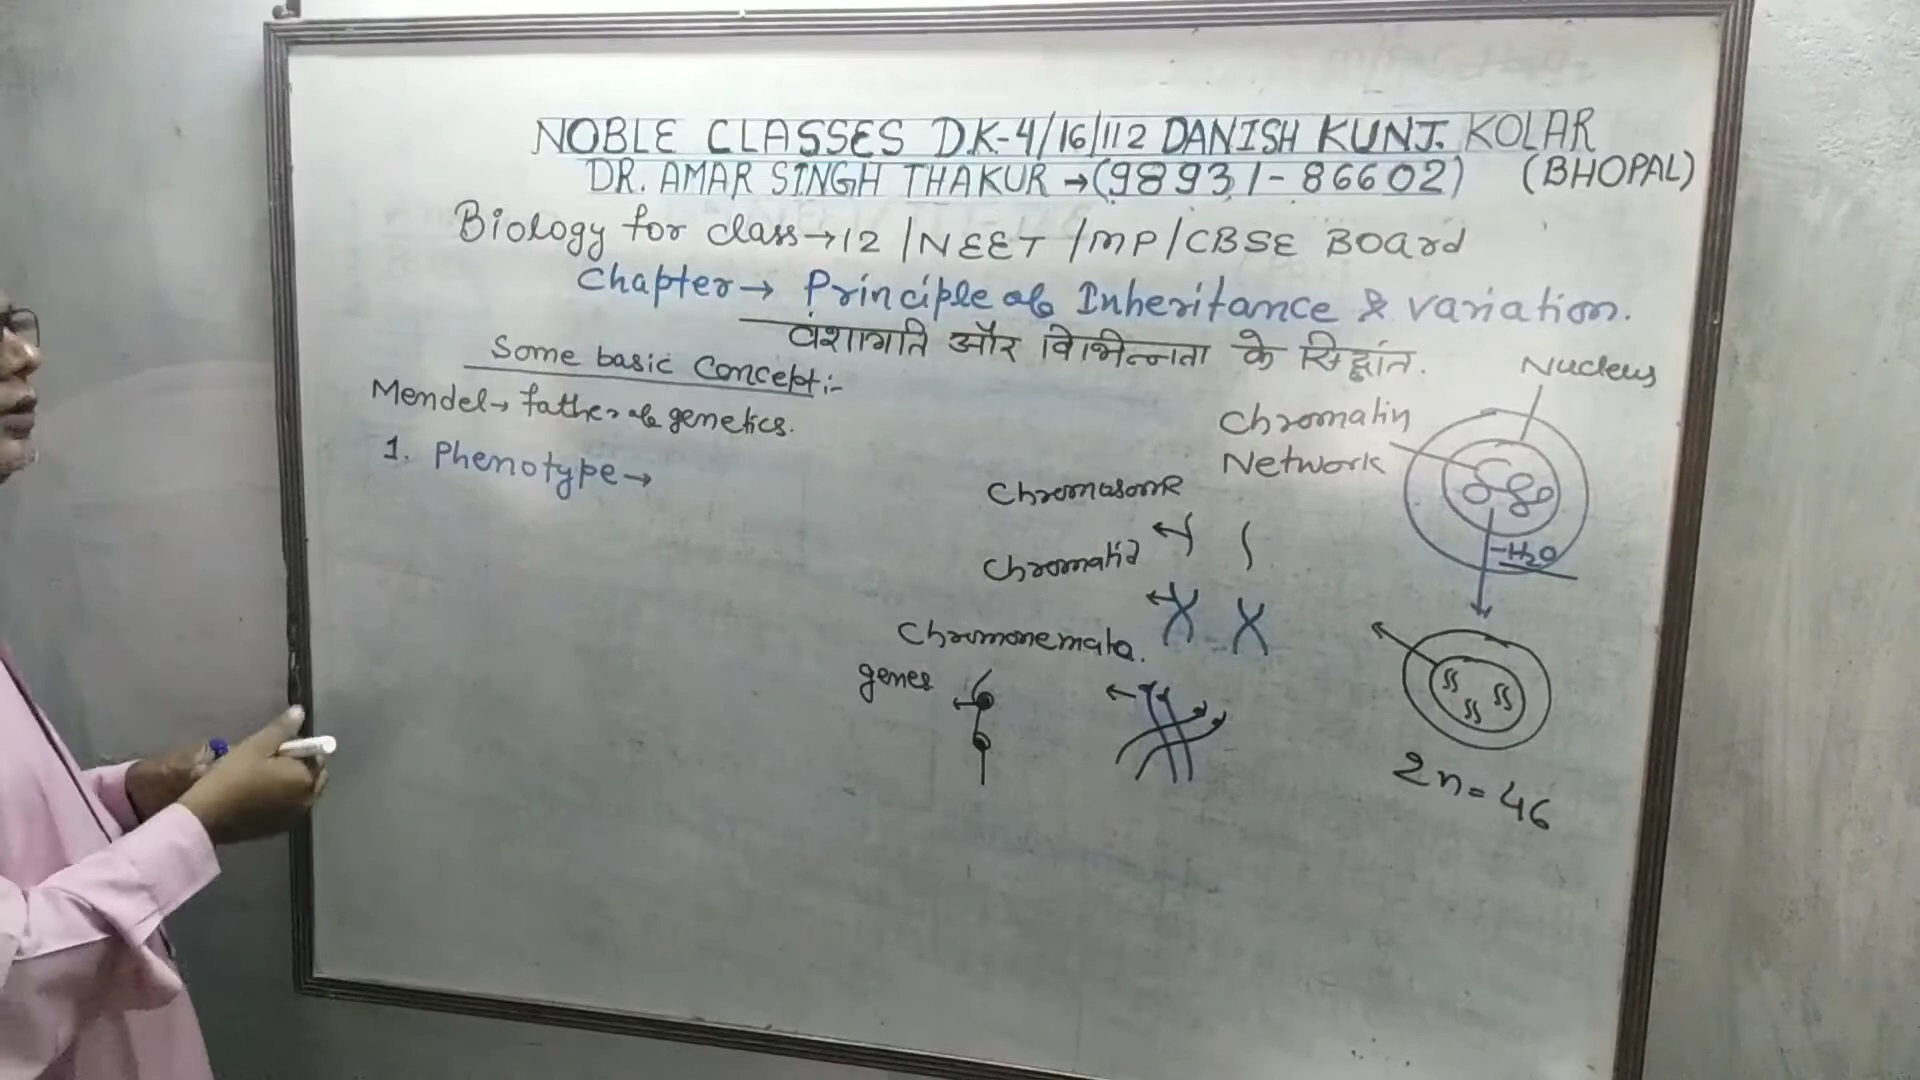 NOBLE CLASSES DK-4/16/112 DANISH KUNJ. KOLAR
DR. AMAR SINGH THAKUR →(98931-86602) (BHOPAL)
Biology for class→12 /NEET /MP/CBSE Board
Chapter→ Principle of Inheritance & variation.
वंशागति और विभिन्नता के सिद्धांत.
Some basic Concept:-
Mendel→ father of genetics.
1. Phenotype→
Nucleus
Chromatin
Network
Chromasome
Chromatid
-H2O
Chromonemata.
genes
2n=46